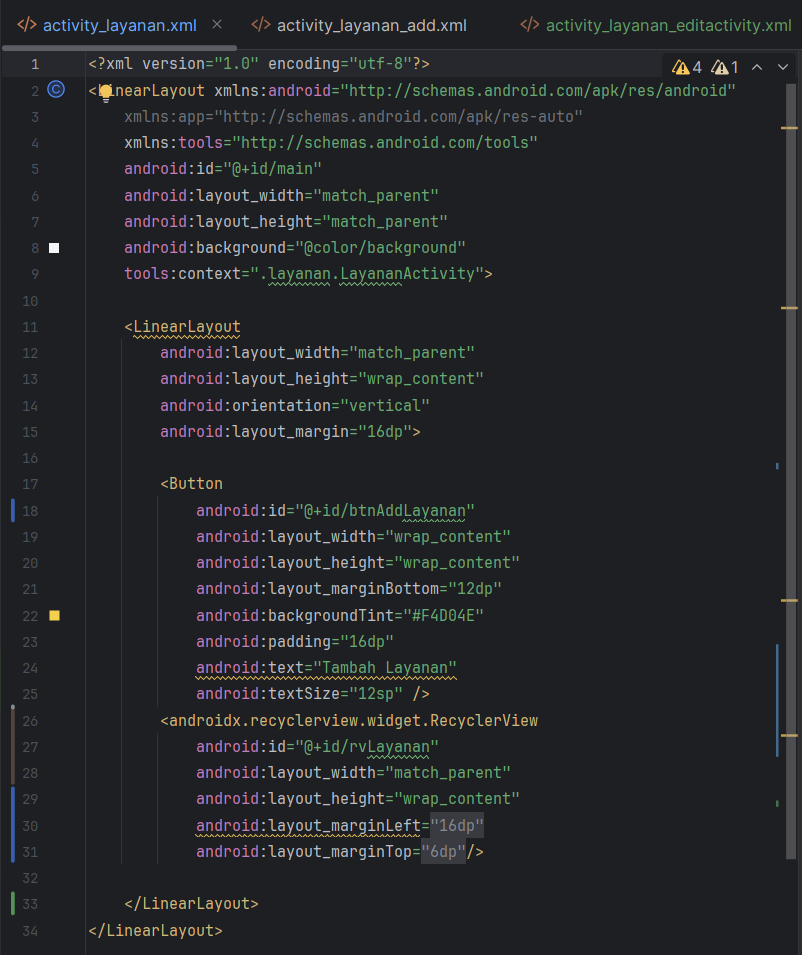 activity_layanan.xml
activity_layanan_add.xml
activity_layanan_editactivity.xml
4
1
1 <?xml version="1.0" encoding="utf-8"?>
2 <LinearLayout xmlns:android="http://schemas.android.com/apk/res/android"
3 xmlns:app="http://schemas.android.com/apk/res-auto"
4 xmlns:tools="http://schemas.android.com/tools"
5 android:id="@+id/main"
6 android:layout_width="match_parent"
7 android:layout_height="match_parent"
8 android:background="@color/background"
9 tools:context=".layanan.LayananActivity">
10
11 <LinearLayout
12 android:layout_width="match_parent"
13 android:layout_height="wrap_content"
14 android:orientation="vertical"
15 android:layout_margin="16dp">
16
17 <Button
18 android:id="@+id/btnAddLayanan"
19 android:layout_width="wrap_content"
20 android:layout_height="wrap_content"
21 android:layout_marginBottom="12dp"
22 android:backgroundTint="#F4D04E"
23 android:padding="16dp"
24 android:text="Tambah Layanan"
25 android:textSize="12sp" />
26 <androidx.recyclerview.widget.RecyclerView
27 android:id="@+id/rvLayanan"
28 android:layout_width="match_parent"
29 android:layout_height="wrap_content"
30 android:layout_marginLeft="16dp"
31 android:layout_marginTop="6dp"/>
32
33 </LinearLayout>
34 </LinearLayout>